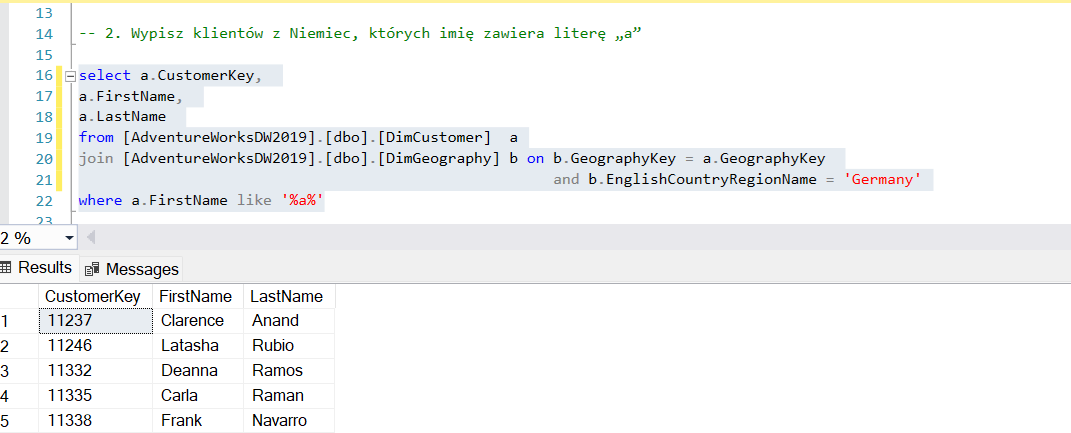 13
14 -- 2. Wypisz klientów z Niemiec, których imię zawiera literę „a”
15
16 select a.CustomerKey,
17 a.FirstName,
18 a.LastName
19 from [AdventureWorksDW2019].[dbo].[DimCustomer] a
20 join [AdventureWorksDW2019].[dbo].[DimGeography] b on b.GeographyKey = a.GeographyKey
21 and b.EnglishCountryRegionName = 'Germany'
22 where a.FirstName like '%a%'
23
2 %
Results Messages
CustomerKey FirstName LastName
1 11237 Clarence Anand
2 11246 Latasha Rubio
3 11332 Deanna Ramos
4 11335 Carla Raman
5 11338 Frank Navarro